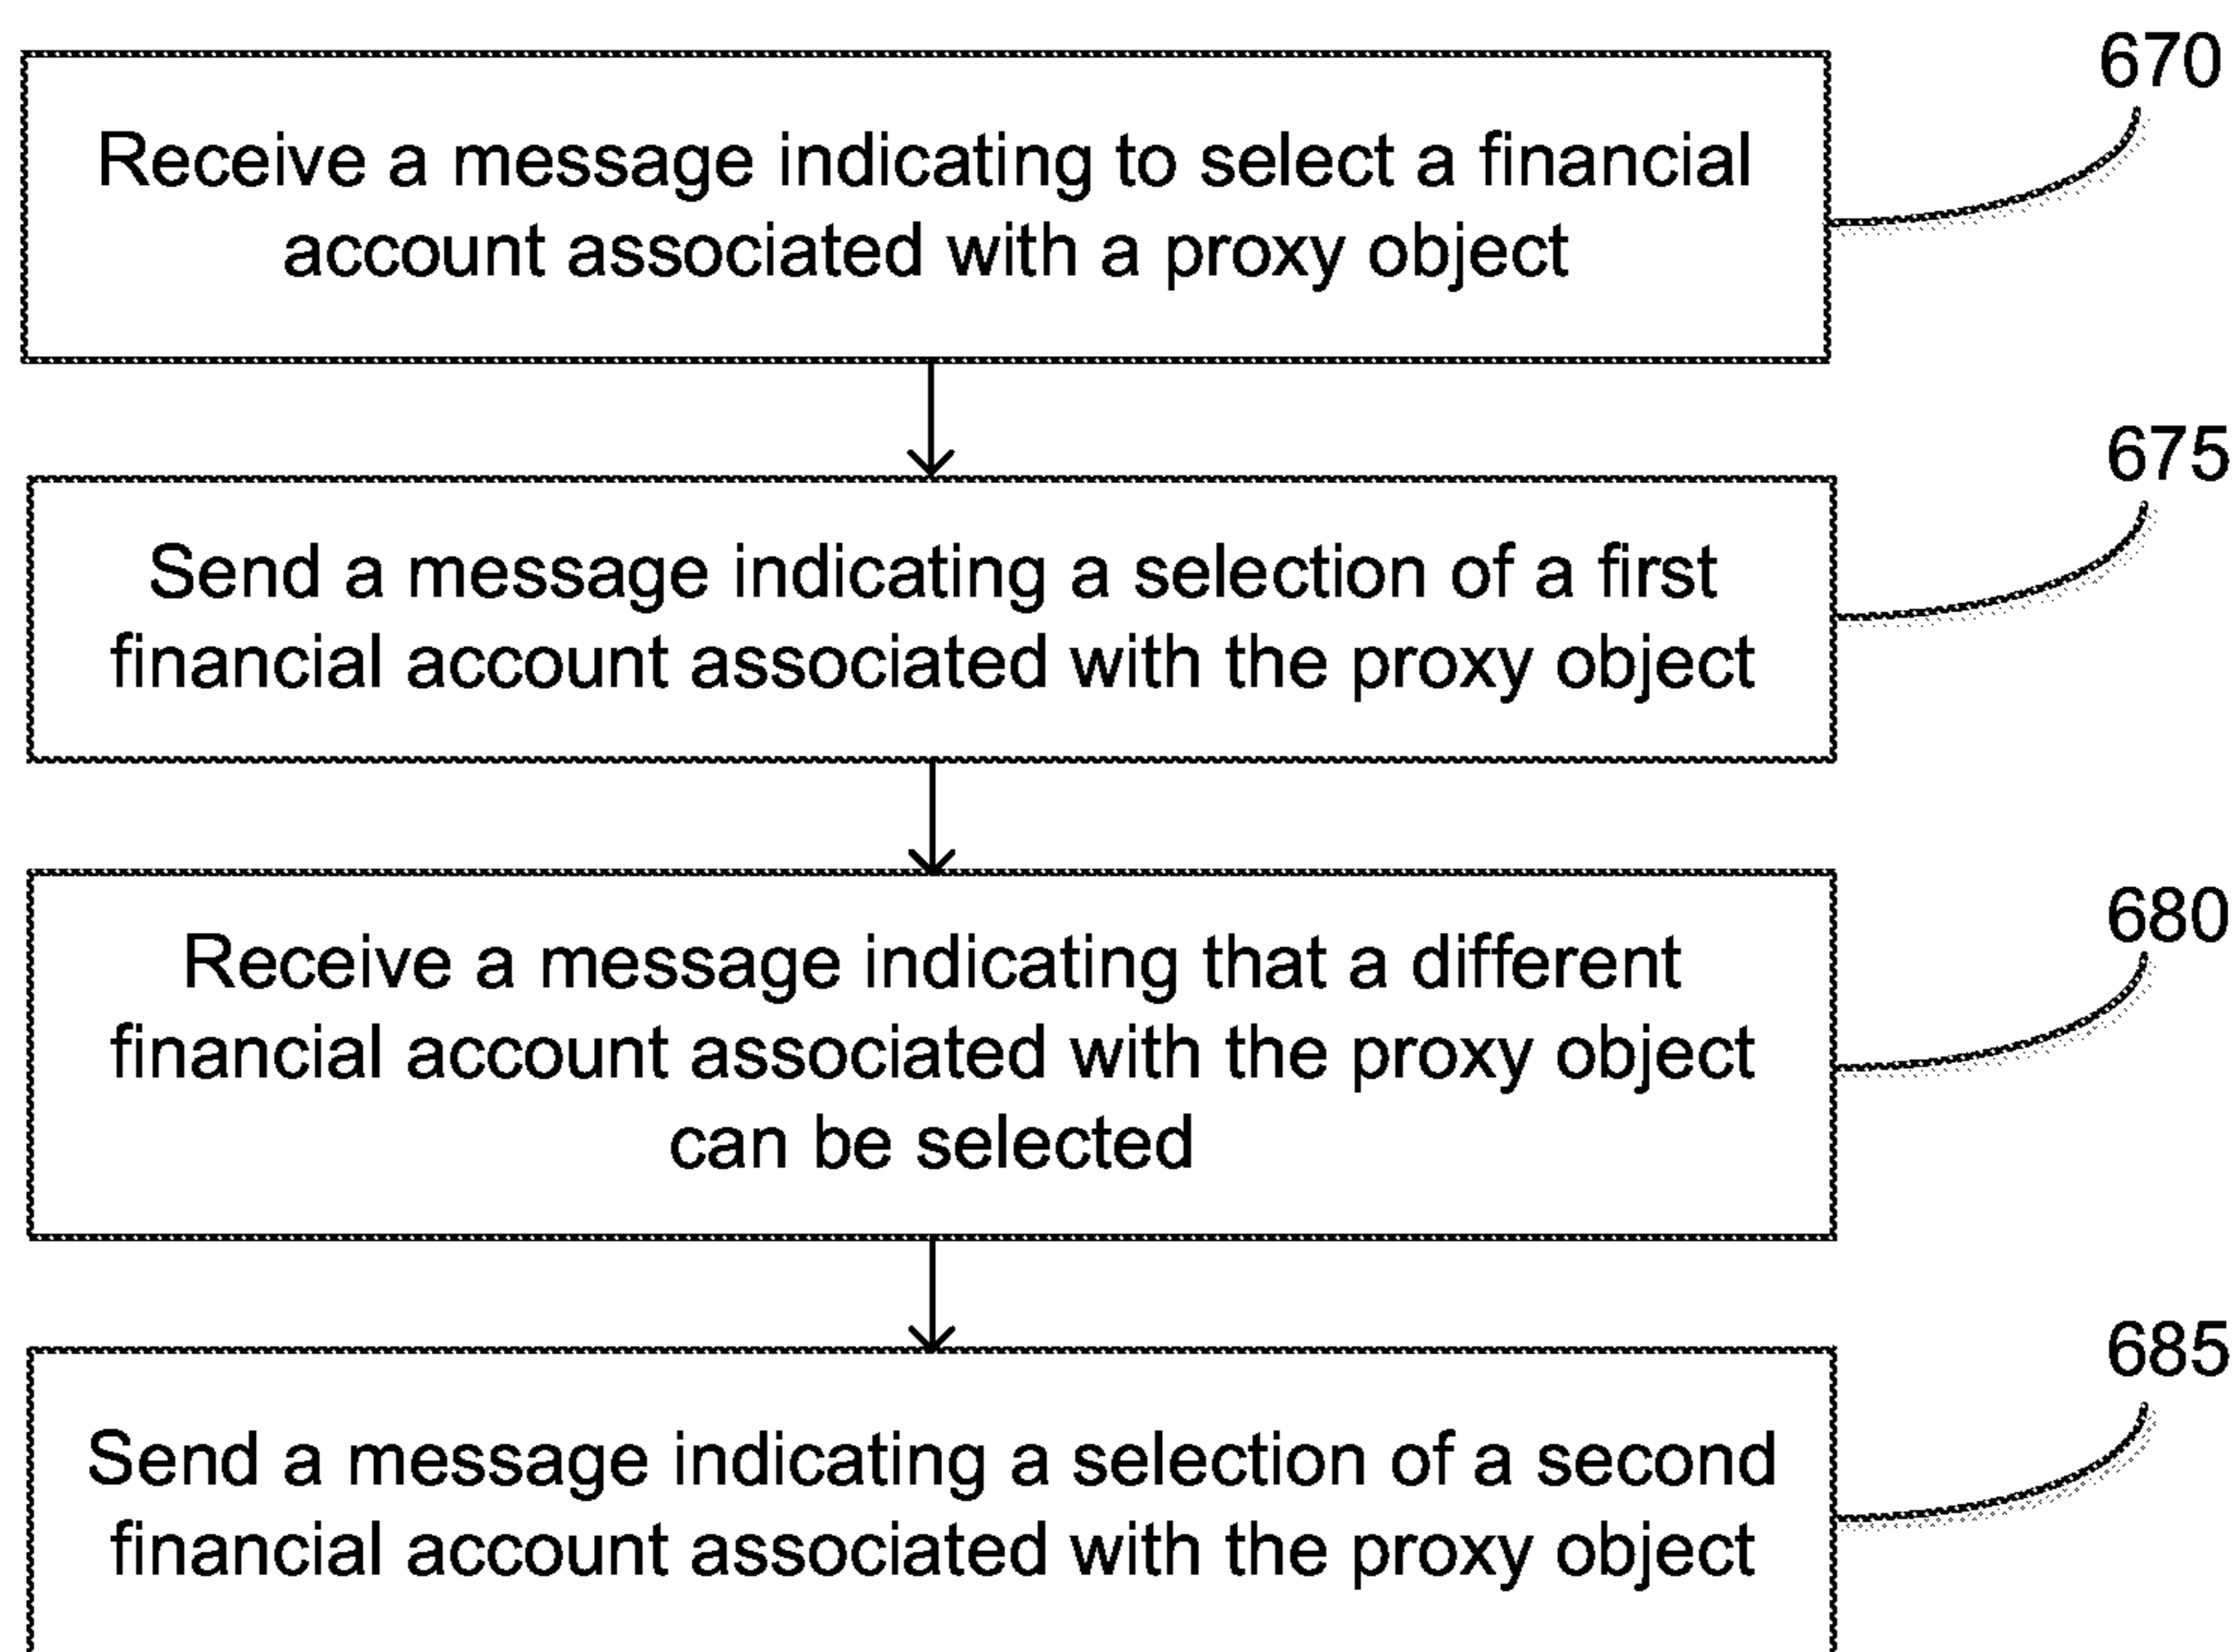 670
Receive a message indicating to select a financial
account associated with a proxy object
675
Send a message indicating a selection of a first
financial account associated with the proxy object
680
Receive a message indicating that a different
financial account associated with the proxy object
can be selected
685
Send a message indicating a selection of a second
financial account associated with the proxy object